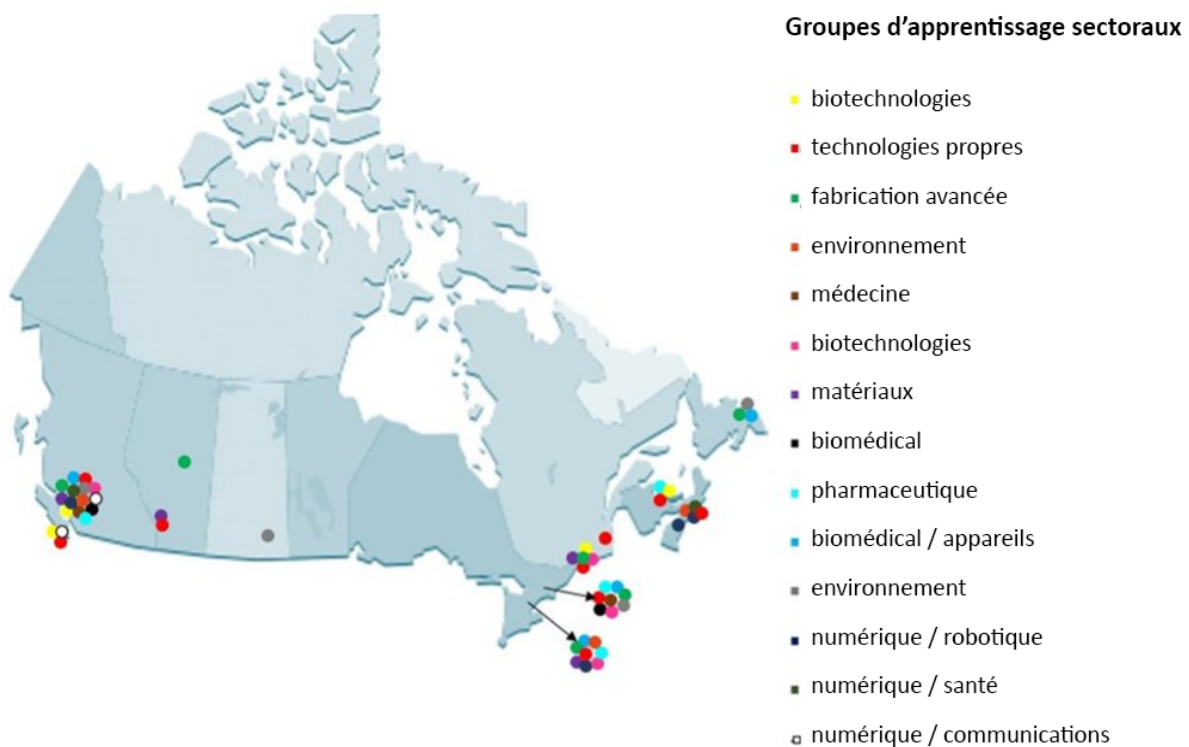 Groupes d’apprentissage sectoraux
biotechnologies
technologies propres
fabrication avancée
environnement
médecine
biotechnologies
matériaux
biomédical
pharmaceutique
biomédical / appareils
environnement
numérique / robotique
numérique / santé
numérique / communications